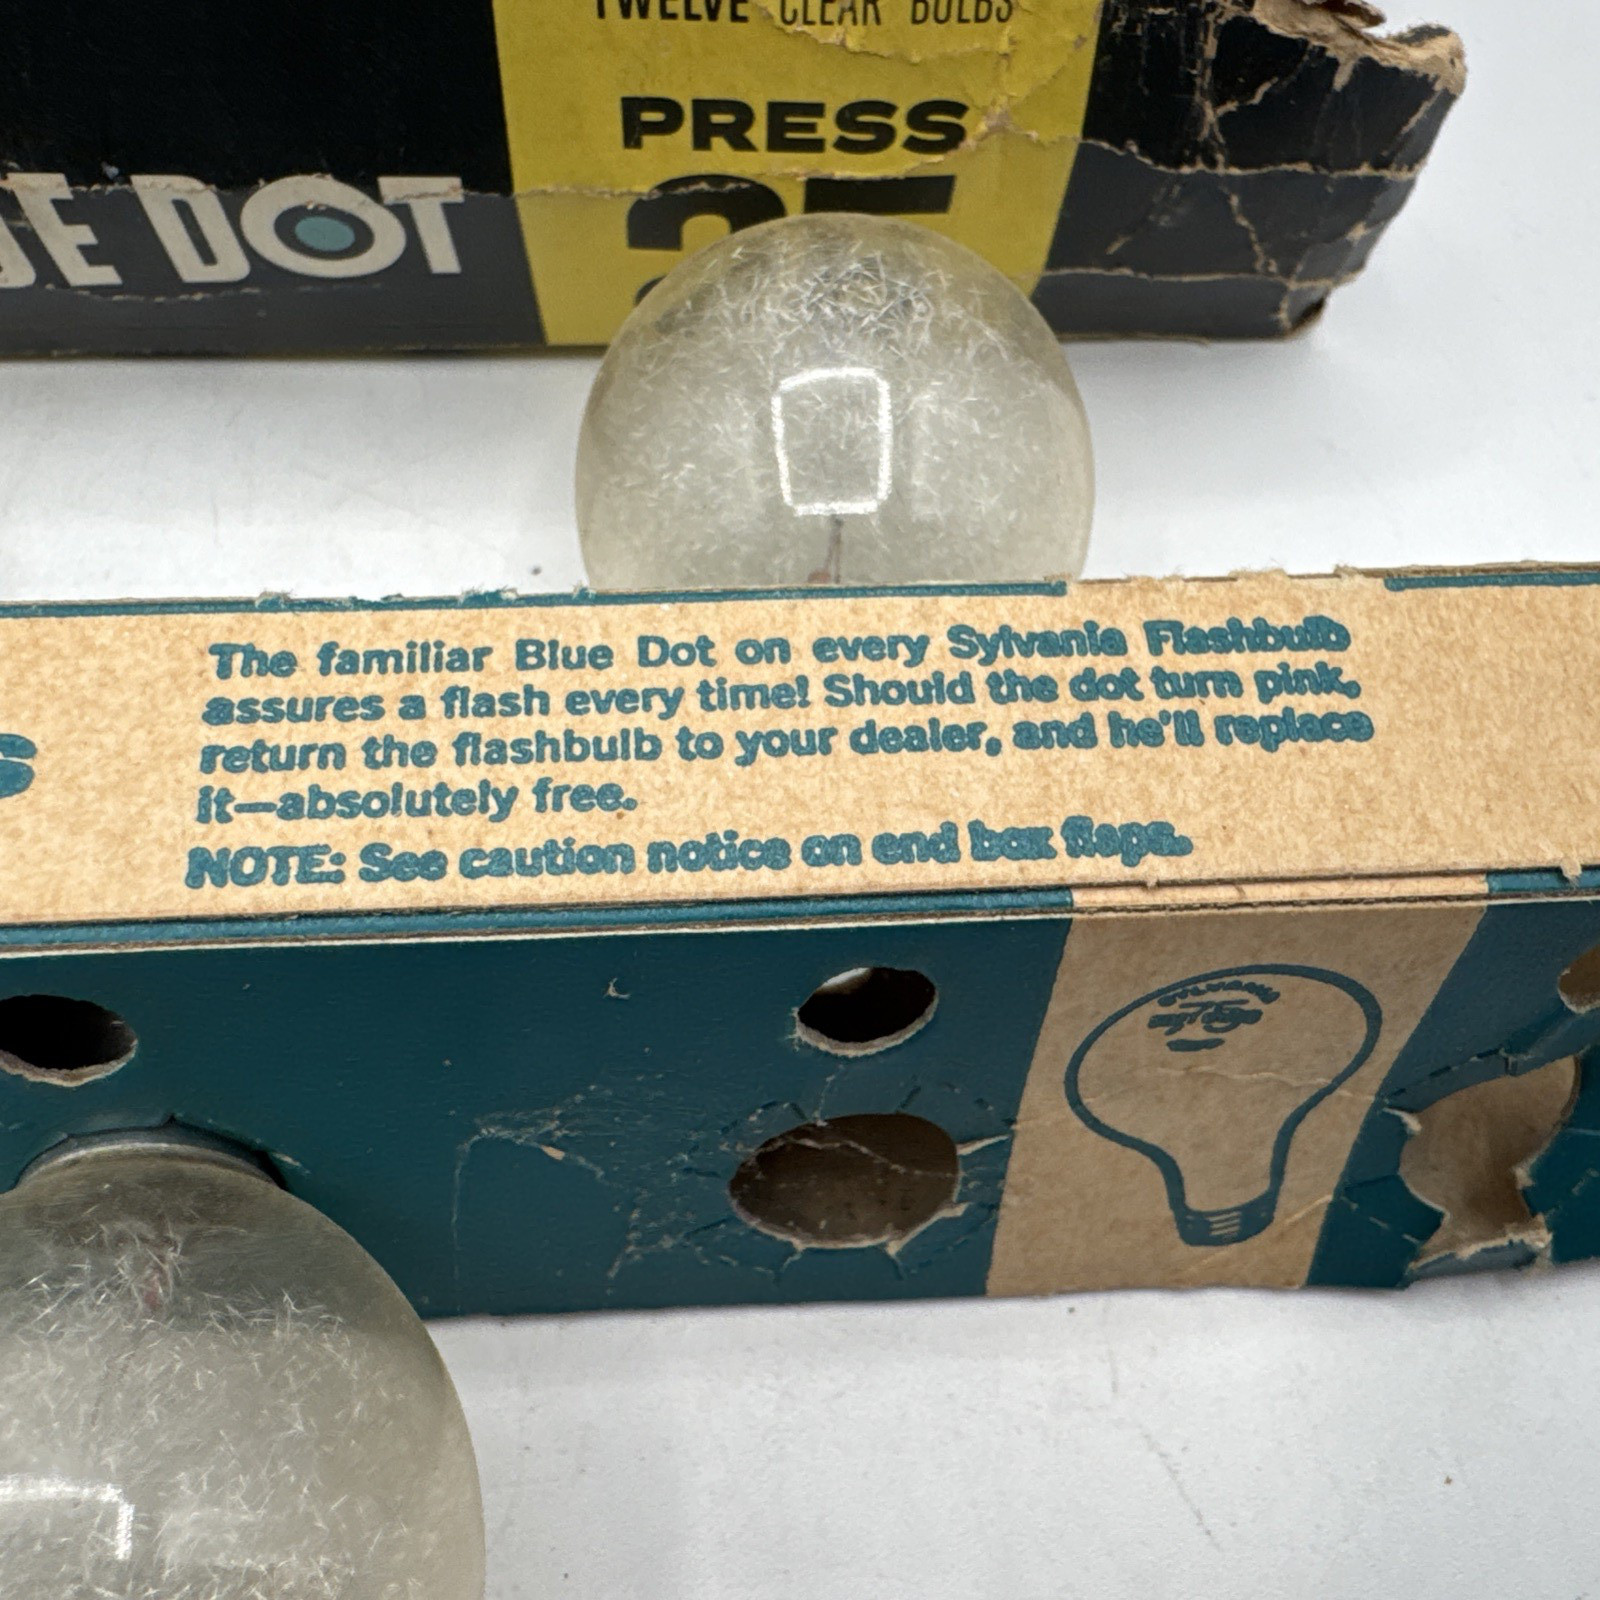 TWELVE CLEAR BULBS
PRESS
DOT
The familiar Blue Dot on every Sylvania Flashbulb
assures a flash every time! Should the dot turn pink,
return the flashbulb to your dealer, and he'll replace
it—absolutely free.
NOTE: See caution notice on end box flaps.
SYLVANIA